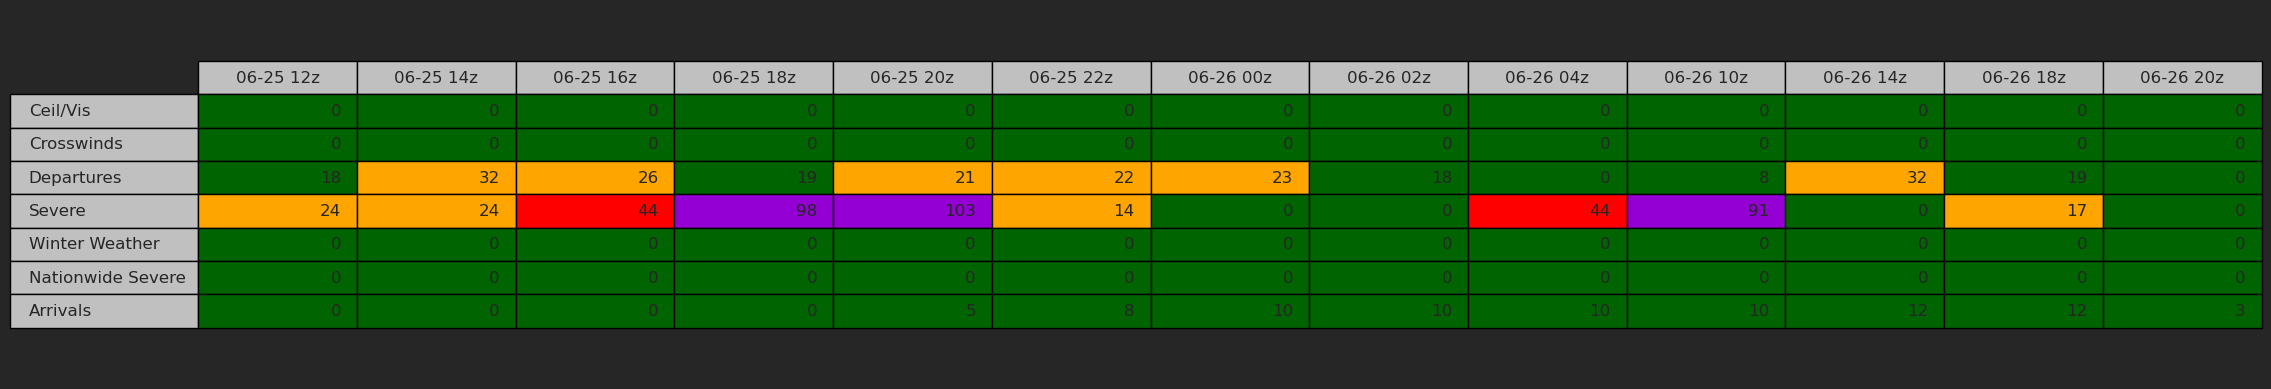 06-25 12z 06-25 14z 06-25 16z 06-25 18z 06-25 20z 06-25 22z 06-26 00z 06-26 02z 06-26 04z 06-26 10z 06-26 14z 06-26 18z 06-26 20z
Ceil/Vis 0 0 0 0 0 0 0 0 0 0 0 0 0
Crosswinds 0 0 0 0 0 0 0 0 0 0 0 0 0
Departures 18 32 26 19 21 22 23 18 0 8 32 19 0
Severe 24 24 44 98 103 14 0 0 44 91 0 17 0
Winter Weather 0 0 0 0 0 0 0 0 0 0 0 0 0
Nationwide Severe 0 0 0 0 0 0 0 0 0 0 0 0 0
Arrivals 0 0 0 0 5 8 10 10 10 10 12 12 3